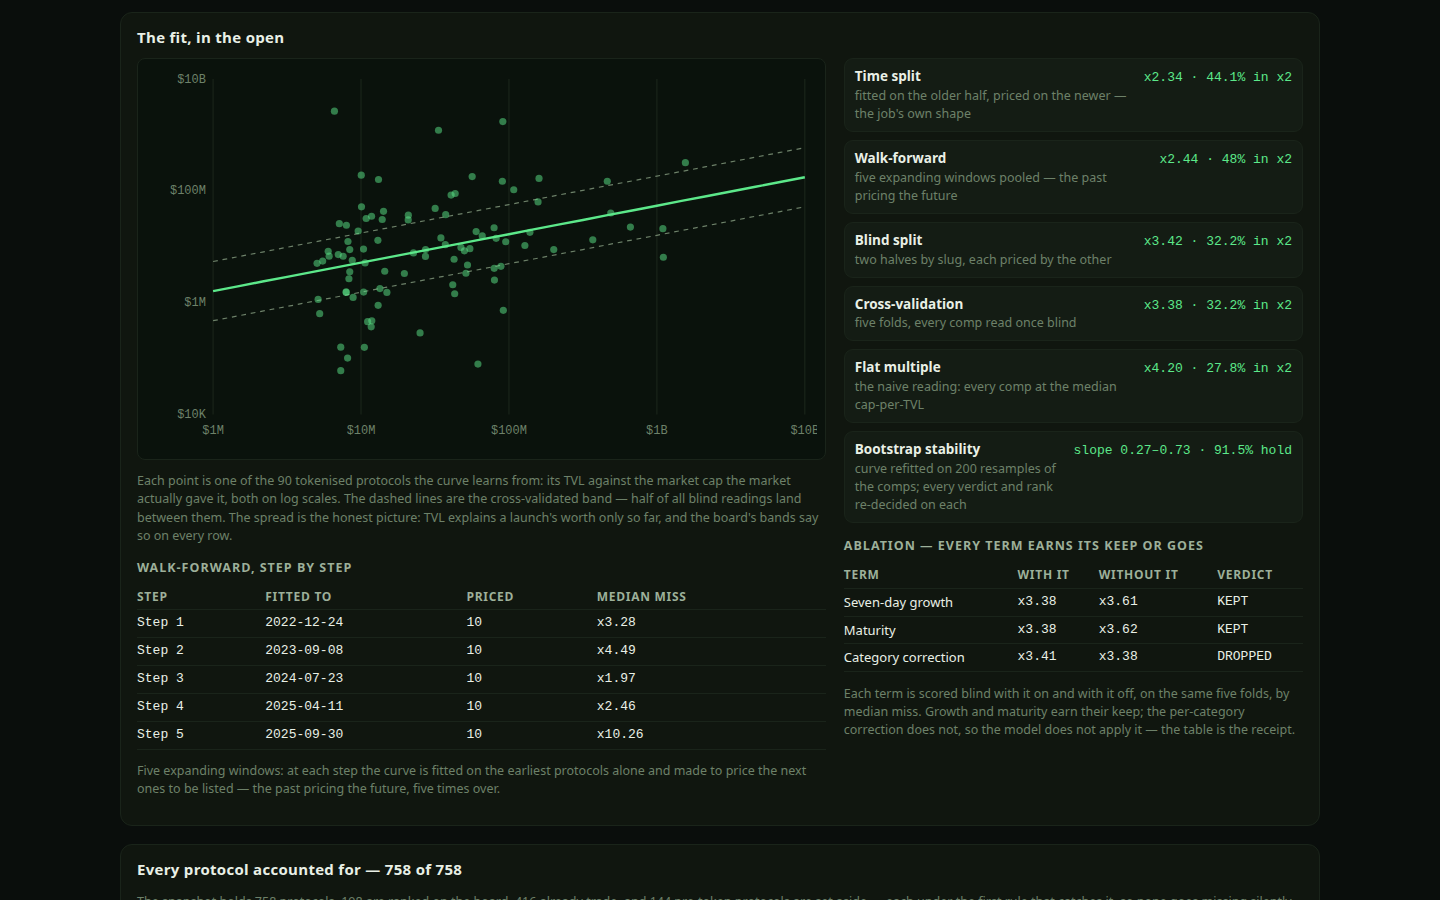 The fit, in the open
$10B
$100M
$1M
$10K
$1M
$10M
$100M
$1B
$10B
Each point is one of the 90 tokenised protocols the curve learns from: its TVL against the market cap the market
actually gave it, both on log scales. The dashed lines are the cross-validated band — half of all blind readings land
between them. The spread is the honest picture: TVL explains a launch's worth only so far, and the board's bands say
so on every row.
WALK-FORWARD, STEP BY STEP
STEP FITTED TO PRICED MEDIAN MISS
Step 1 2022-12-24 10 x3.28
Step 2 2023-09-08 10 x4.49
Step 3 2024-07-23 10 x1.97
Step 4 2025-04-11 10 x2.46
Step 5 2025-09-30 10 x10.26
Five expanding windows: at each step the curve is fitted on the earliest protocols alone and made to price the next
ones to be listed — the past pricing the future, five times over.
Time split x2.34 · 44.1% in x2
fitted on the older half, priced on the newer —
the job's own shape
Walk-forward x2.44 · 48% in x2
five expanding windows pooled — the past
pricing the future
Blind split x3.42 · 32.2% in x2
two halves by slug, each priced by the other
Cross-validation x3.38 · 32.2% in x2
five folds, every comp read once blind
Flat multiple x4.20 · 27.8% in x2
the naive reading: every comp at the median
cap-per-TVL
Bootstrap stability slope 0.27–0.73 · 91.5% hold
curve refitted on 200 resamples of
the comps; every verdict and rank
re-decided on each
ABLATION — EVERY TERM EARNS ITS KEEP OR GOES
TERM WITH IT WITHOUT IT VERDICT
Seven-day growth x3.38 x3.61 KEPT
Maturity x3.38 x3.62 KEPT
Category correction x3.41 x3.38 DROPPED
Each term is scored blind with it on and with it off, on the same five folds, by
median miss. Growth and maturity earn their keep; the per-category
correction does not, so the model does not apply it — the table is the receipt.
Every protocol accounted for — 758 of 758